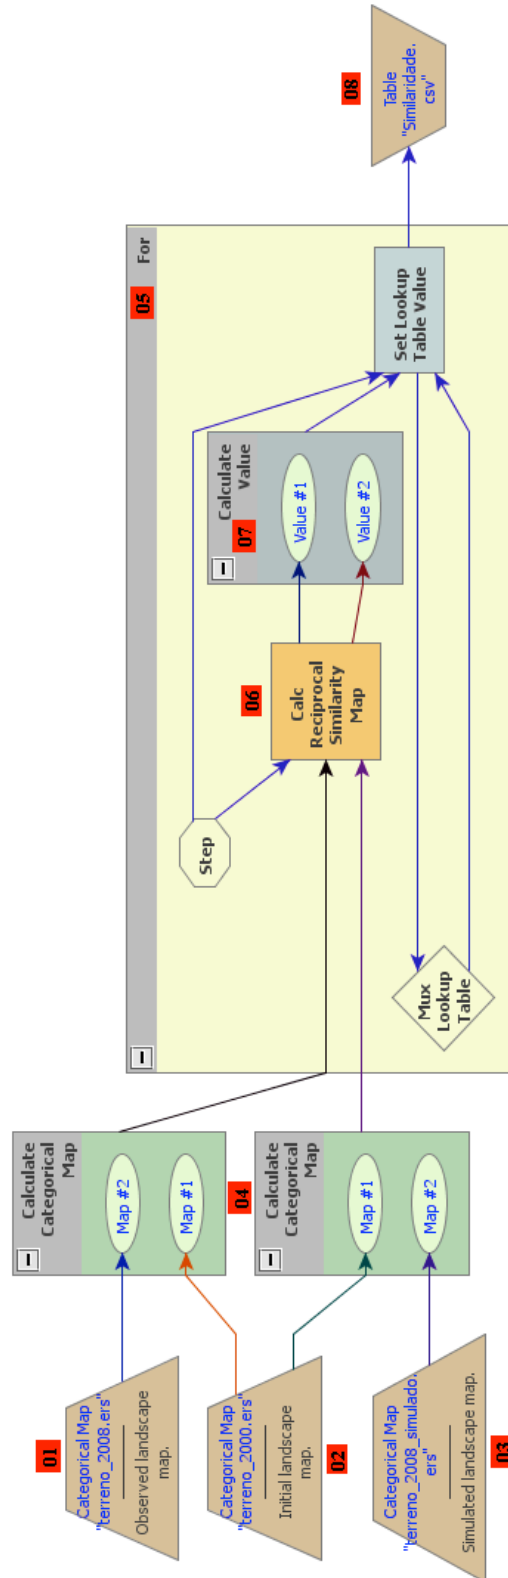 01
Categorical Map
"terreno_2008.ers"
Observed landscape
map.
Categorical Map
"terreno_2000.ers"
Initial landscape
map.
02
Categorical Map
"terreno_2008_simulado.
ers"
Simulated landscape map.
03
Calculate
Categorical
Map
Map #2
Map #1
04
Calculate
Categorical
Map
Map #1
Map #2
05
For
Step
Mux
Lookup
Table
06
Calc
Reciprocal
Similarity
Map
Calculate
Value
07
Value #1
Value #2
Set Lookup
Table Value
08
Table
"Similaridade.
csv"